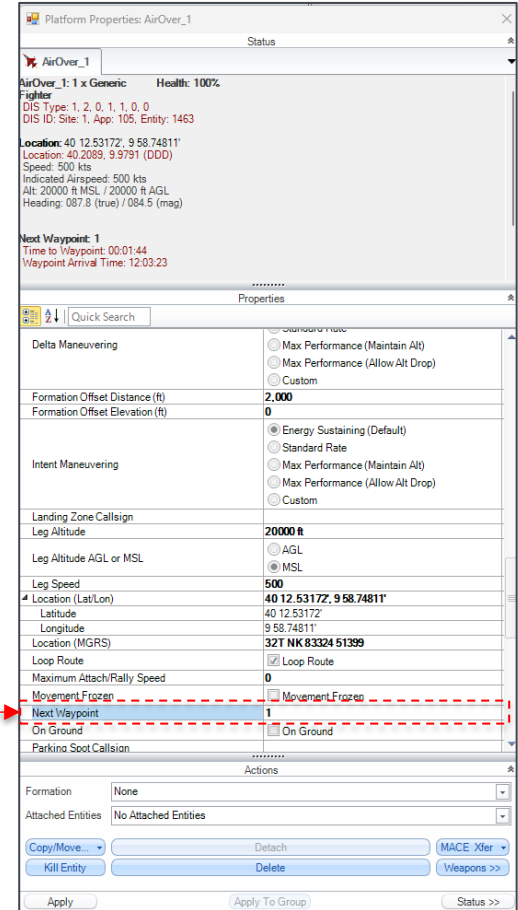 Platform Properties: AirOver_1
Status
AirOver_1
AirOver_1: 1 x Generic Health: 100%
Fighter
DIS Type: 1, 2, 0, 1, 1, 0, 0
DIS ID: Site: 1, App: 105, Entity: 1463
Location: 40 12.53172', 9 58.74811'
Location: 40.2089, 9.9791 (DDD)
Speed: 500 kts
Indicated Airspeed: 500 kts
Alt: 20000 ft MSL / 20000 ft AGL
Heading: 087.8 (true) / 084.5 (mag)
Next Waypoint: 1
Time to Waypoint: 00:01:44
Waypoint Arrival Time: 12:03:23
Properties
Quick Search
Standard Rate
Delta Maneuvering
Max Performance (Maintain Alt)
Max Performance (Allow Alt Drop)
Custom
Formation Offset Distance (ft) 2,000
Formation Offset Elevation (ft) 0
Energy Sustaining (Default)
Standard Rate
Intent Maneuvering Max Performance (Maintain Alt)
Max Performance (Allow Alt Drop)
Custom
Landing Zone Callsign
Leg Altitude 20000 ft
AGL
Leg Altitude AGL or MSL
MSL
Leg Speed 500
Location (Lat/Lon) 40 12.53172', 9 58.74811'
Latitude 40 12.53172'
Longitude 9 58.74811'
Location (MGRS) 32T NK 83324 51399
Loop Route Loop Route
Maximum Attach/Rally Speed 0
Movement Frozen Movement Frozen
Next Waypoint 1
On Ground On Ground
Parking Spot Callsign
Actions
Formation None
Attached Entities No Attached Entities
Copy/Move... Detach MACE Xfer
Kill Entity Delete Weapons >>
Apply Apply To Group Status >>